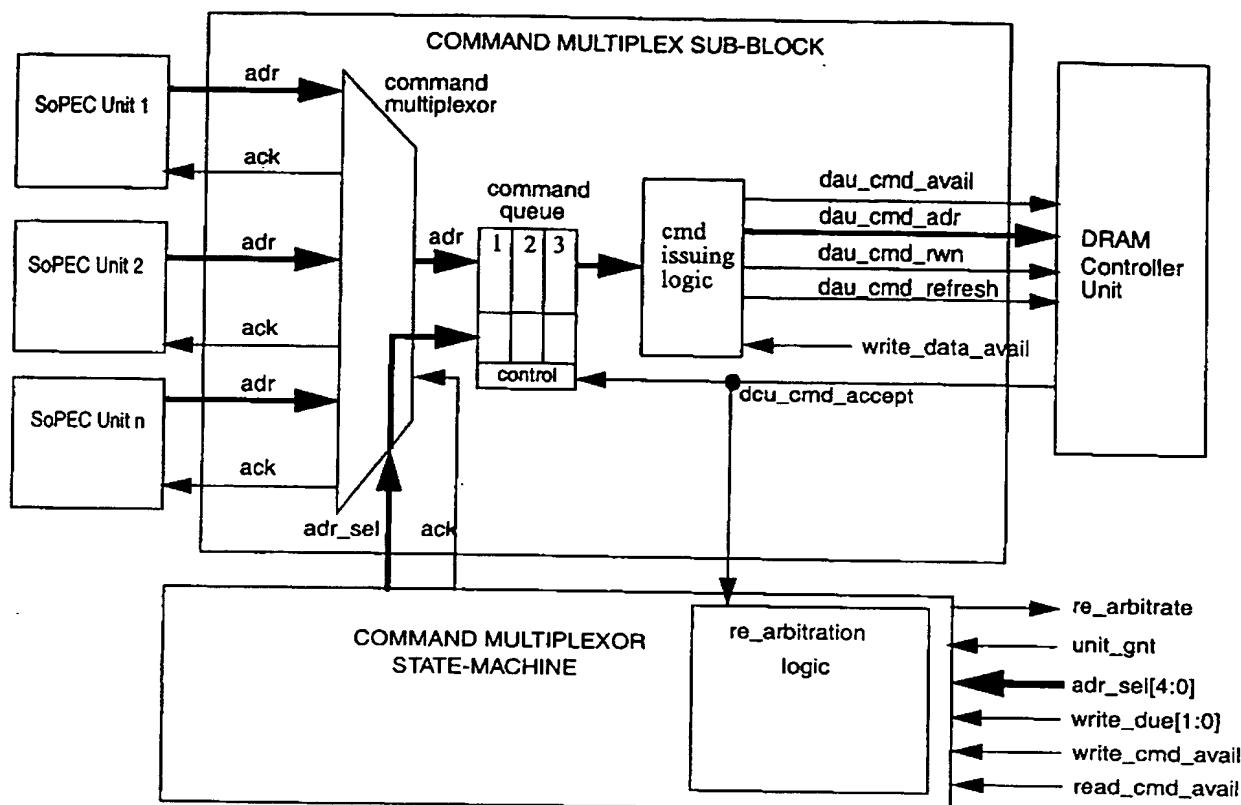 COMMAND MULTIPLEX SUB-BLOCK
SoPEC Unit 1
adr
ack
command
multiplexor
SoPEC Unit 2
adr
ack
SoPEC Unit n
adr
ack
adr
command
queue
1 2 3
control
cmd
issuing
logic
dau_cmd_avail
dau_cmd_adr
dau_cmd_rwn
dau_cmd_refresh
write_data_avail
dcu_cmd_accept
DRAM
Controller
Unit
adr_sel
ack
COMMAND MULTIPLEXOR
STATE-MACHINE
re_arbitration
logic
re_arbitrate
unit_gnt
adr_sel[4:0]
write_due[1:0]
write_cmd_avail
read_cmd_avail